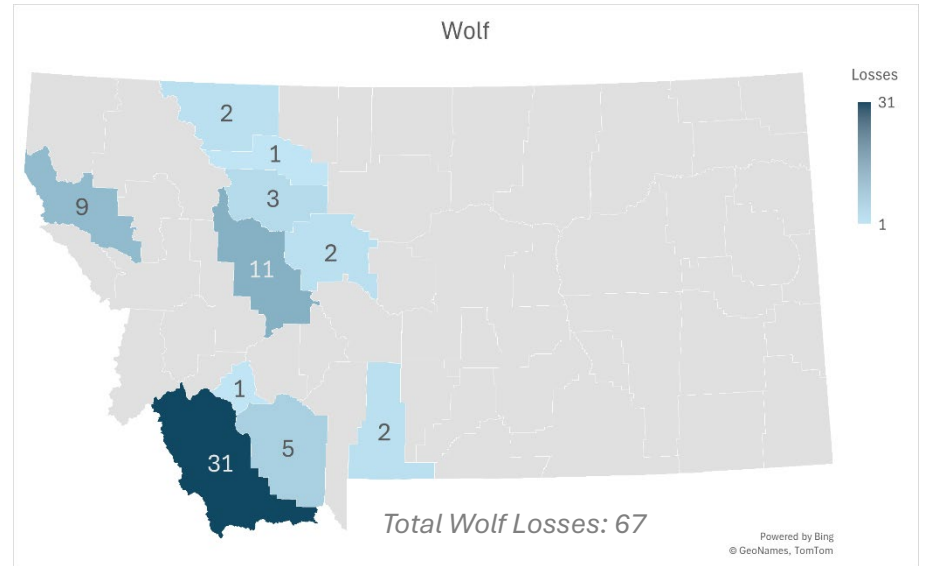 Wolf
Losses
31
1
2
1
3
9
2
11
1
2
5
31
Total Wolf Losses: 67
Powered by Bing
© GeoNames, TomTom